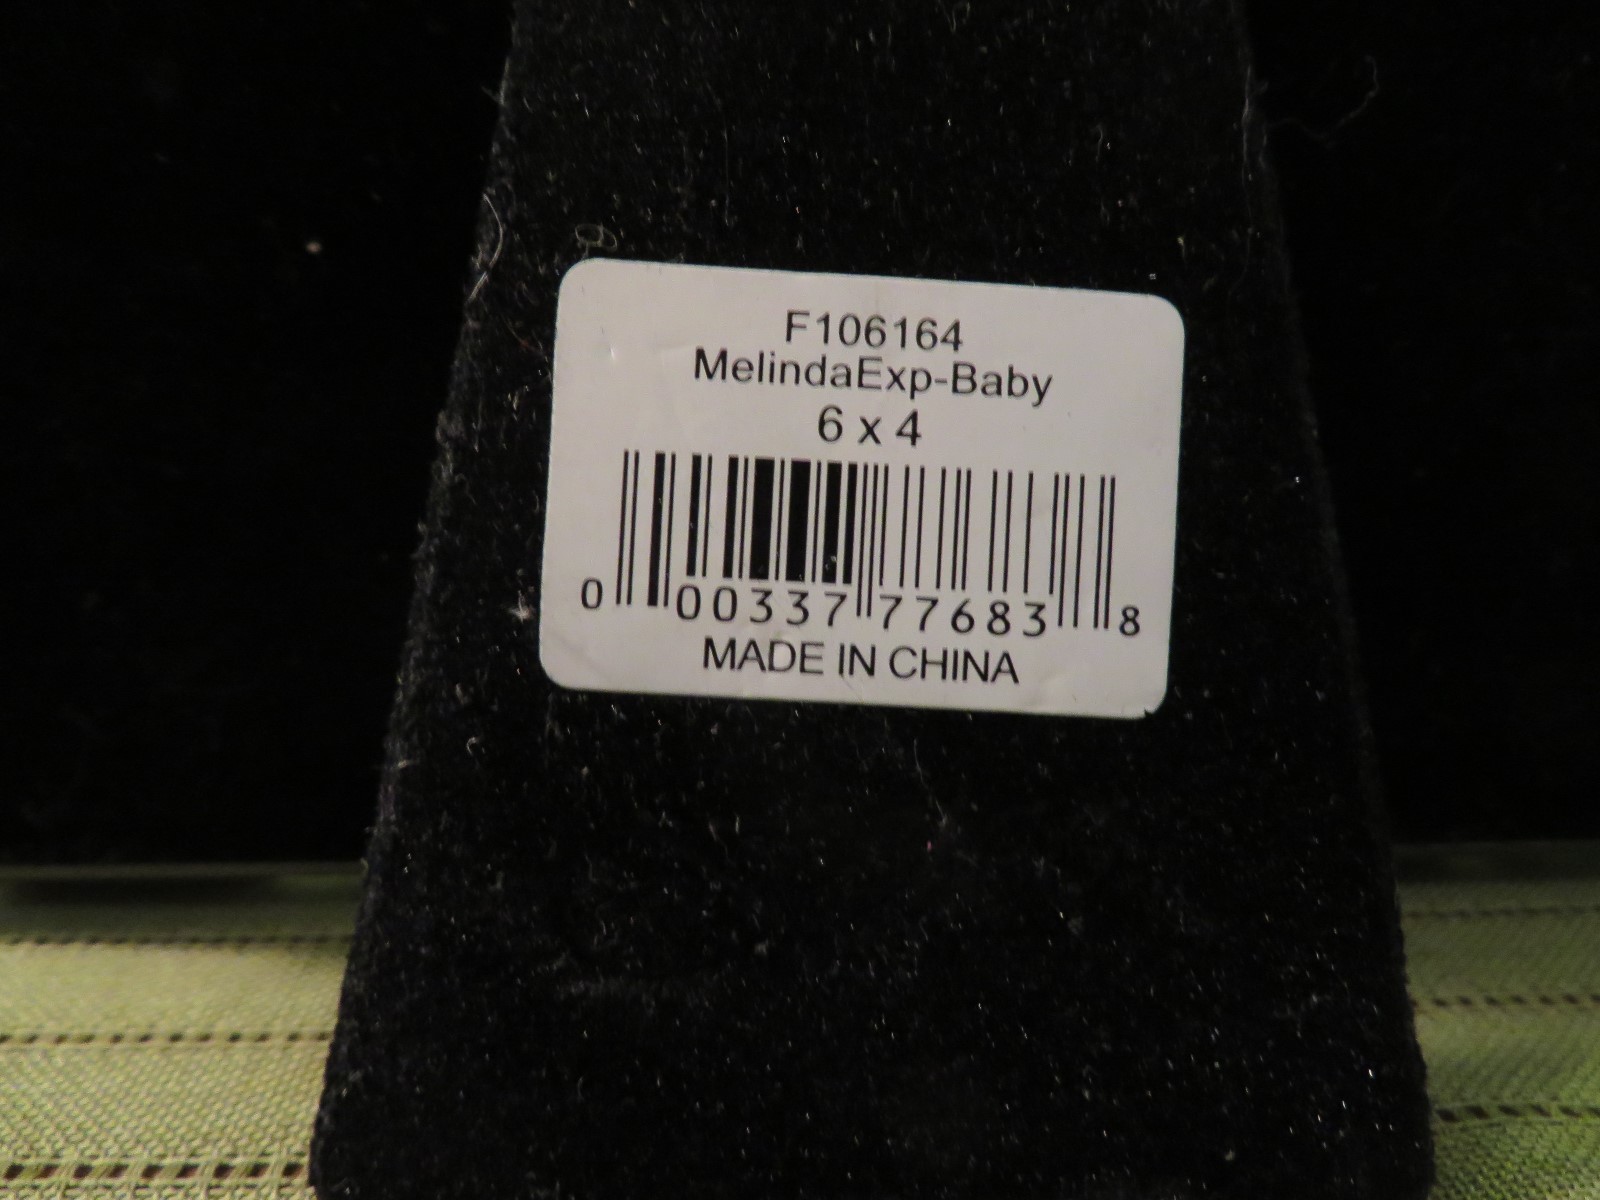 F106164
MelindaExp-Baby
6 x 4
0 00337 77683 8
MADE IN CHINA